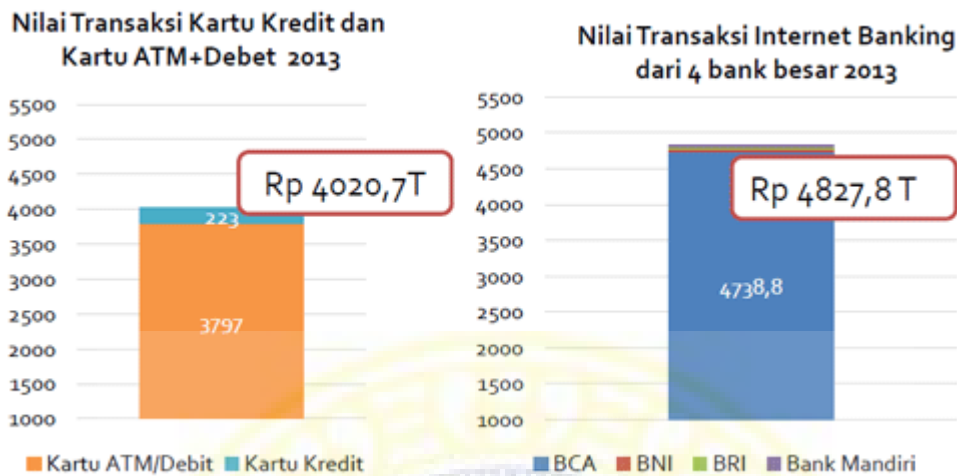 Nilai Transaksi Kartu Kredit dan
Kartu ATM+Debet 2013
5500
5000
4500
4000
3500
3000
2500
2000
1500
1000
Rp 4020,7T
223
3797
Kartu ATM/Debit Kartu Kredit
Nilai Transaksi Internet Banking
dari 4 bank besar 2013
5500
5000
4500
4000
3500
3000
2500
2000
1500
1000
Rp 4827,8 T
4738,8
BCA BNI BRI Bank Mandiri